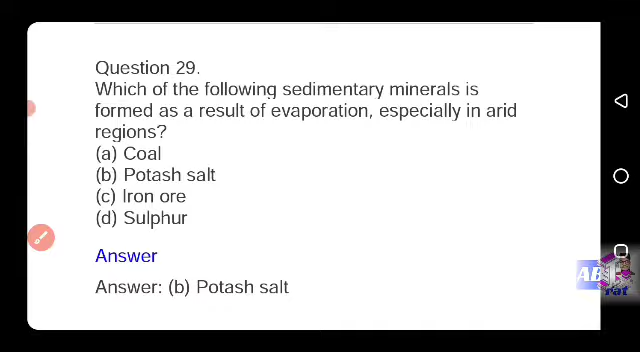 Question 29.
Which of the following sedimentary minerals is
formed as a result of evaporation, especially in arid
regions?
(a) Coal
(b) Potash salt
(c) Iron ore
(d) Sulphur
Answer
Answer: (b) Potash salt